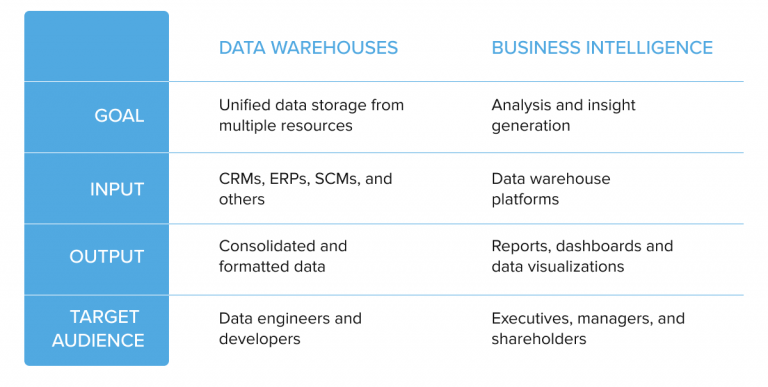 DATA WAREHOUSES
BUSINESS INTELLIGENCE
GOAL
Unified data storage from
multiple resources
Analysis and insight
generation
INPUT
CRMs, ERPs, SCMs, and
others
Data warehouse
platforms
OUTPUT
Consolidated and
formatted data
Reports, dashboards and
data visualizations
TARGET
AUDIENCE
Data engineers and
developers
Executives, managers, and
shareholders